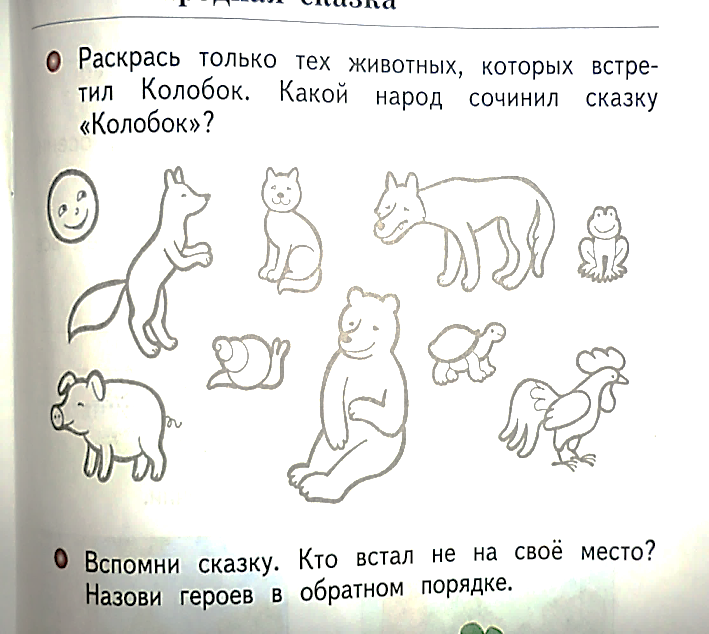 сказка
Раскрась только тех животных, которых встре-
тил Колобок. Какой народ сочинил сказку
«Колобок»?
Вспомни сказку. Кто встал не на своё место?
Назови героев в обратном порядке.